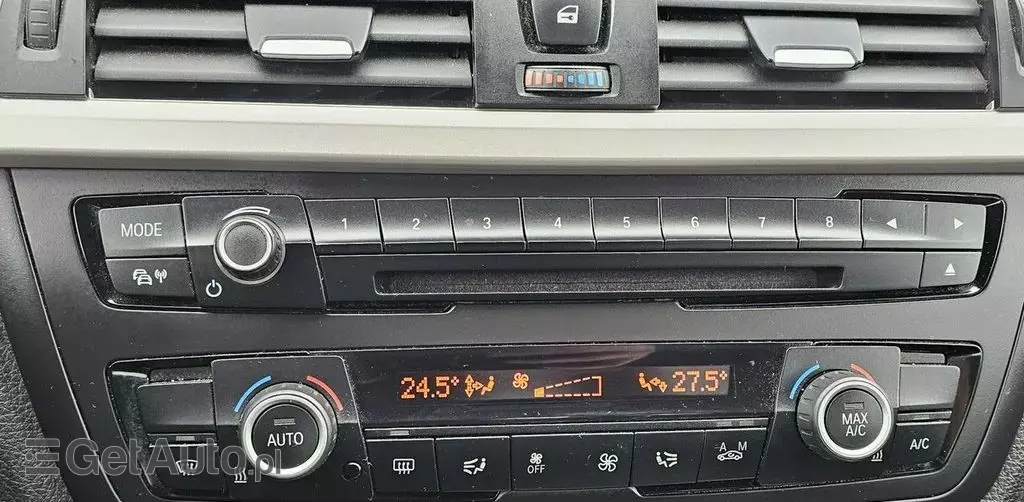 MODE
1 2 3 4 5 6 7 8
24.5° 27.5°
AUTO
MAX
A/C
OFF
A M
A/C
GetAuto.pl